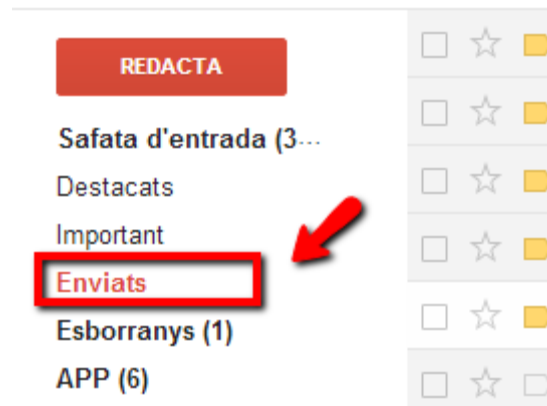 REDACTA
Safata d'entrada (3...
Destacats
Important
Enviats
Esborranys (1)
APP (6)